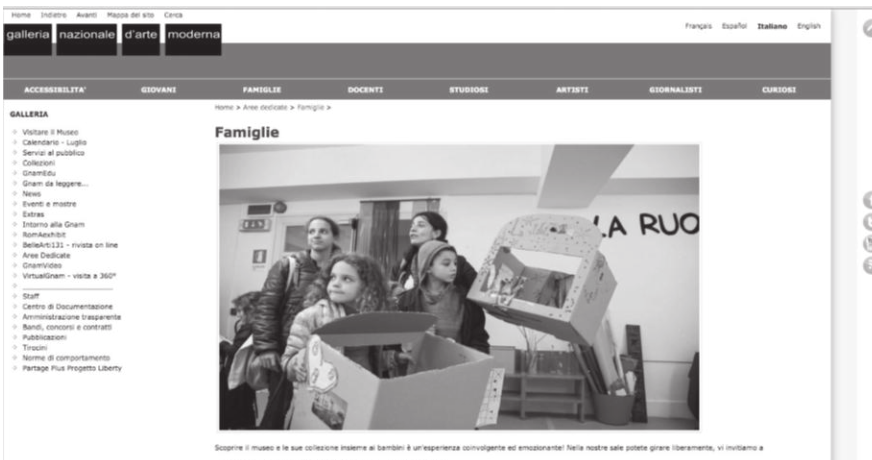 Home Indietro Avanti Mappa del sito Cerca
galleria nazionale d'arte moderna
Français Español Italiano English
ACCESSIBILITA' GIOVANI FAMIGLIE DOCENTI STUDIOSI ARTISTI GIORNALISTI CURIOSI
Home > Aree dedicate > Famiglie >
GALLERIA
Visitare il Museo
Calendario - Luglio
Servizi al pubblico
Collezioni
GnamEdu
Gnam da leggere...
News
Eventi e mostre
Extras
Intorno alla Gnam
RomAexhibit
BelleArti131 - rivista on line
Aree Dedicate
GnamVideo
VirtualGnam - visita a 360°
Staff
Centro di Documentazione
Amministrazione trasparente
Bandi, concorsi e contratti
Pubblicazioni
Tirocini
Norme di comportamento
Partage Plus Progetto Liberty
Famiglie
LA RUO
Scoprire il museo e le sue collezione insieme ai bambini è un'esperienza coinvolgente ed emozionante! Nella nostre sale potete girare liberamente, vi invitiamo a